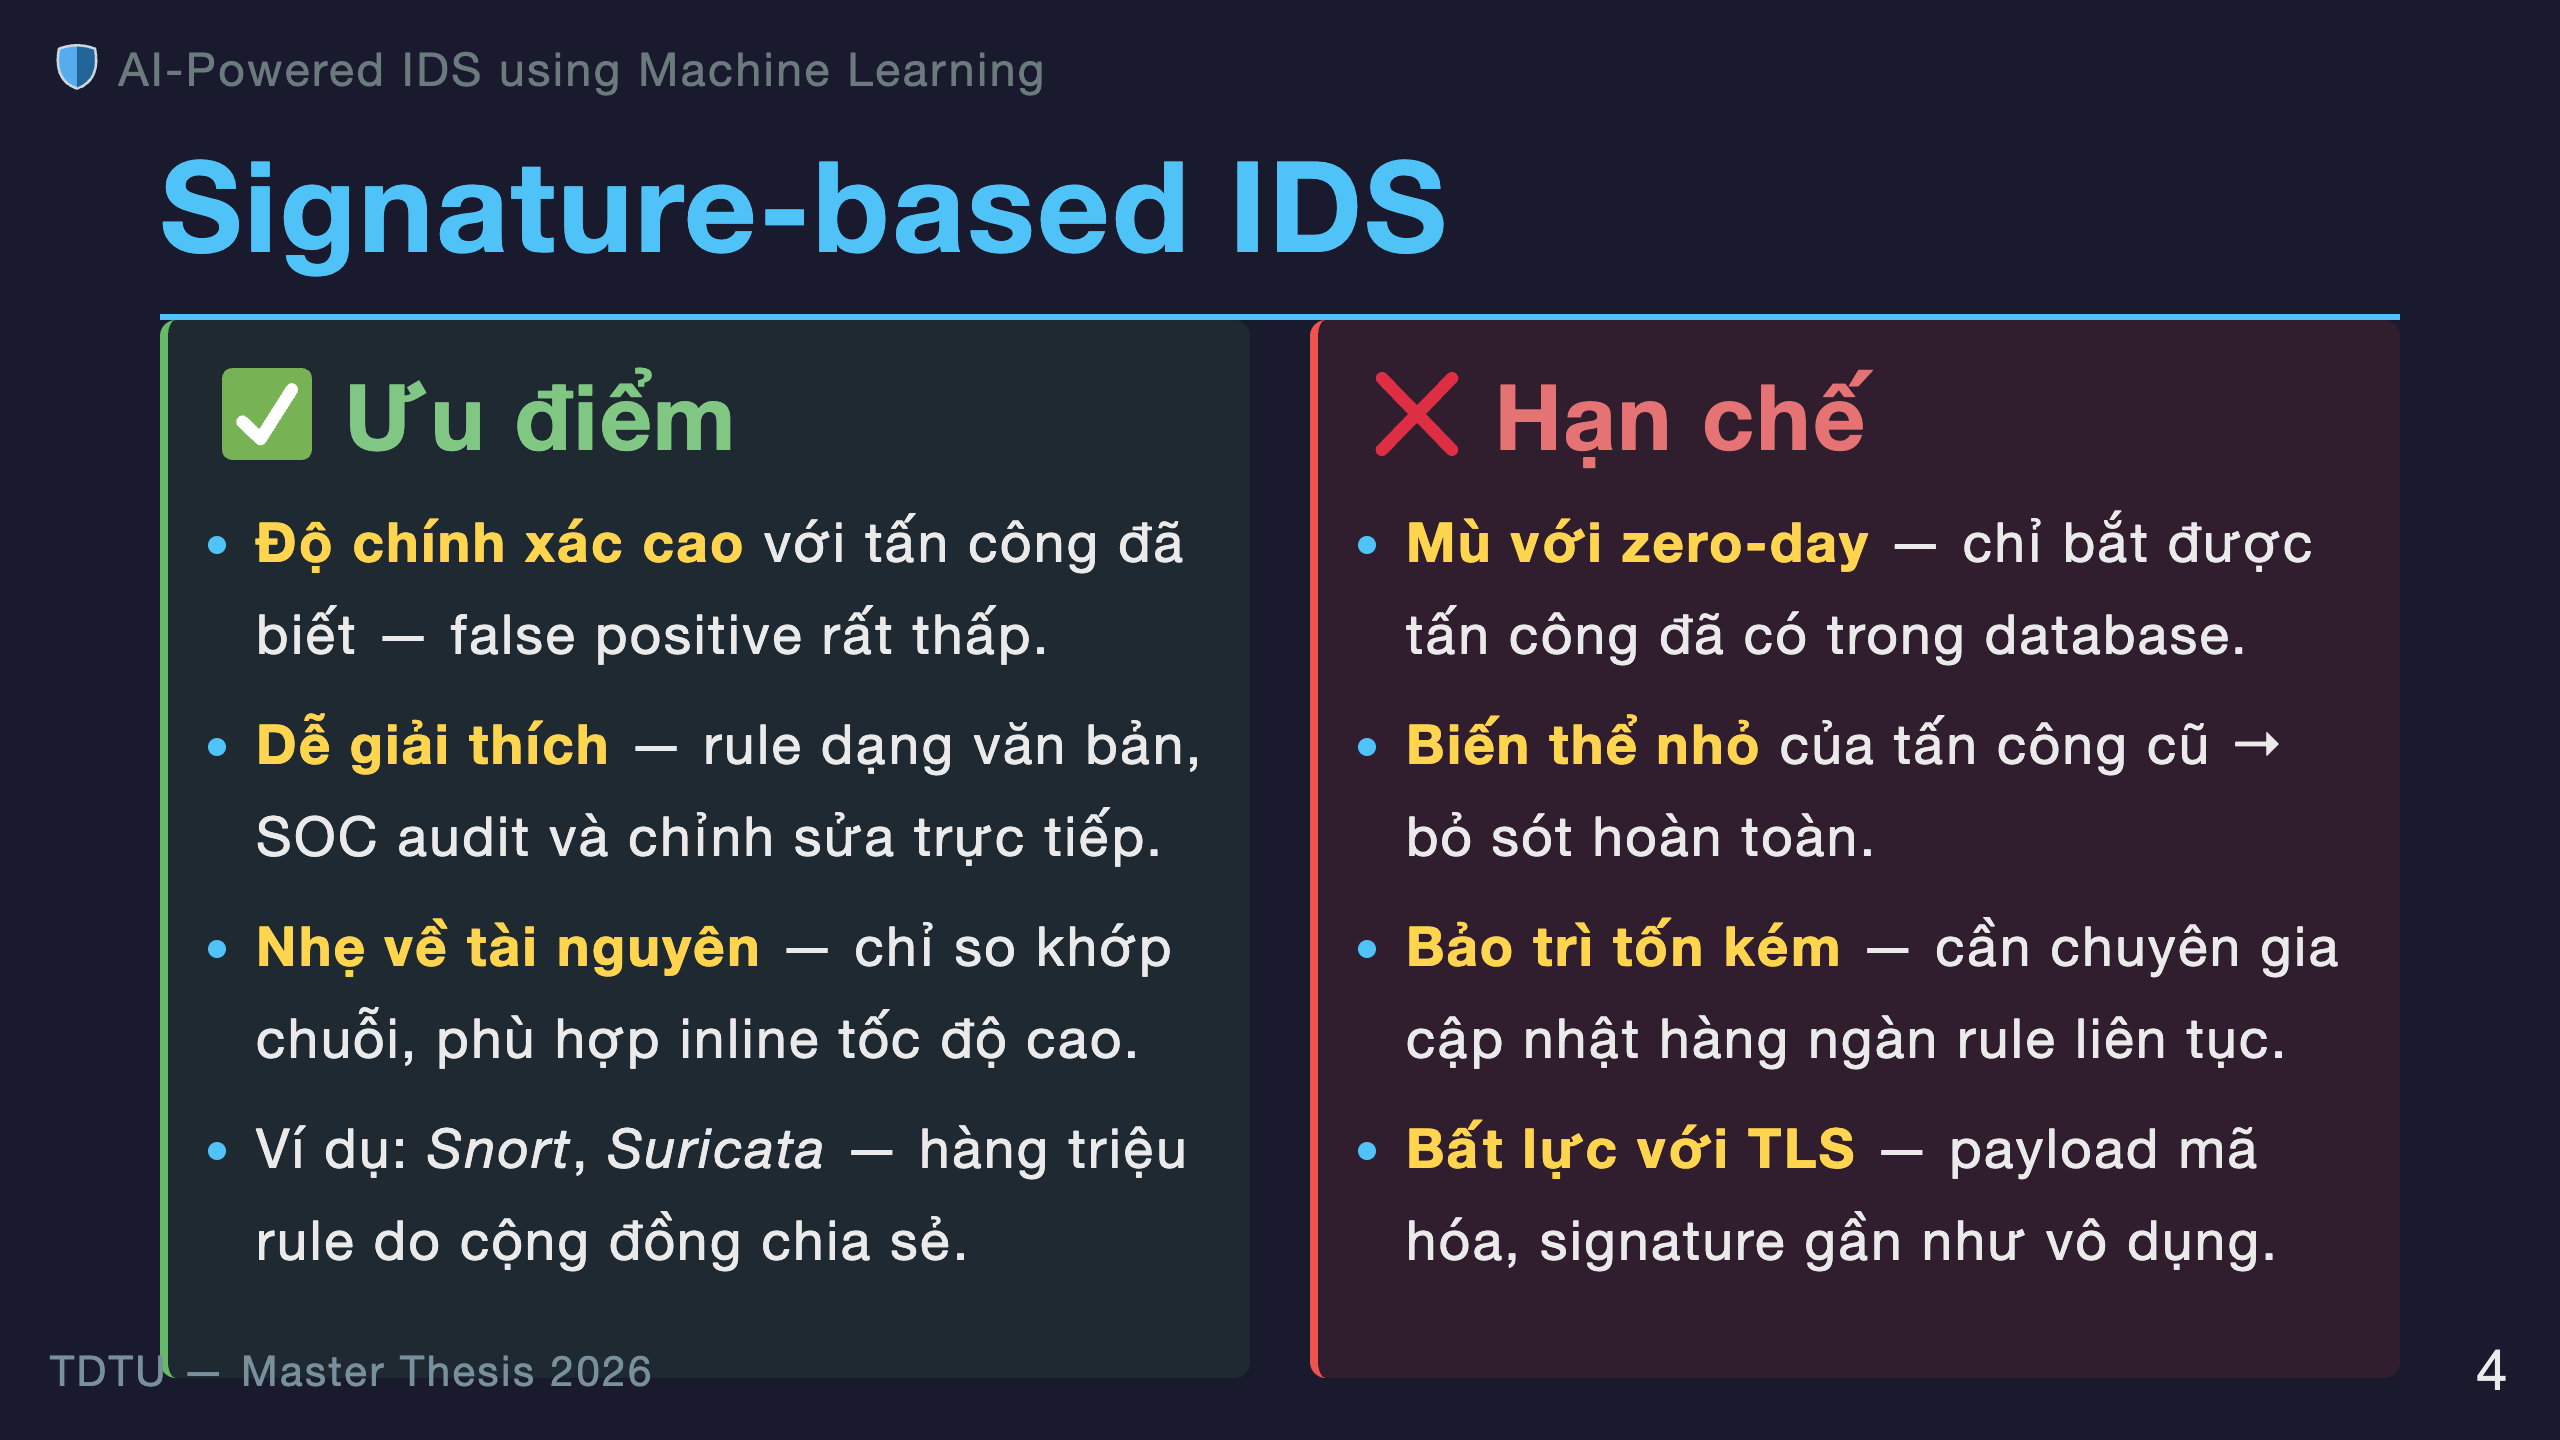 AI-Powered IDS using Machine Learning
Signature-based IDS
Ưu điểm
• Độ chính xác cao với tấn công đã
biết — false positive rất thấp.
• Dễ giải thích — rule dạng văn bản,
SOC audit và chỉnh sửa trực tiếp.
• Nhẹ về tài nguyên — chỉ so khớp
chuỗi, phù hợp inline tốc độ cao.
• Ví dụ: Snort, Suricata — hàng triệu
rule do cộng đồng chia sẻ.
Hạn chế
• Mù với zero-day — chỉ bắt được
tấn công đã có trong database.
• Biến thể nhỏ của tấn công cũ →
bỏ sót hoàn toàn.
• Bảo trì tốn kém — cần chuyên gia
cập nhật hàng ngàn rule liên tục.
• Bất lực với TLS — payload mã
hóa, signature gần như vô dụng.
TDTU — Master Thesis 2026
4